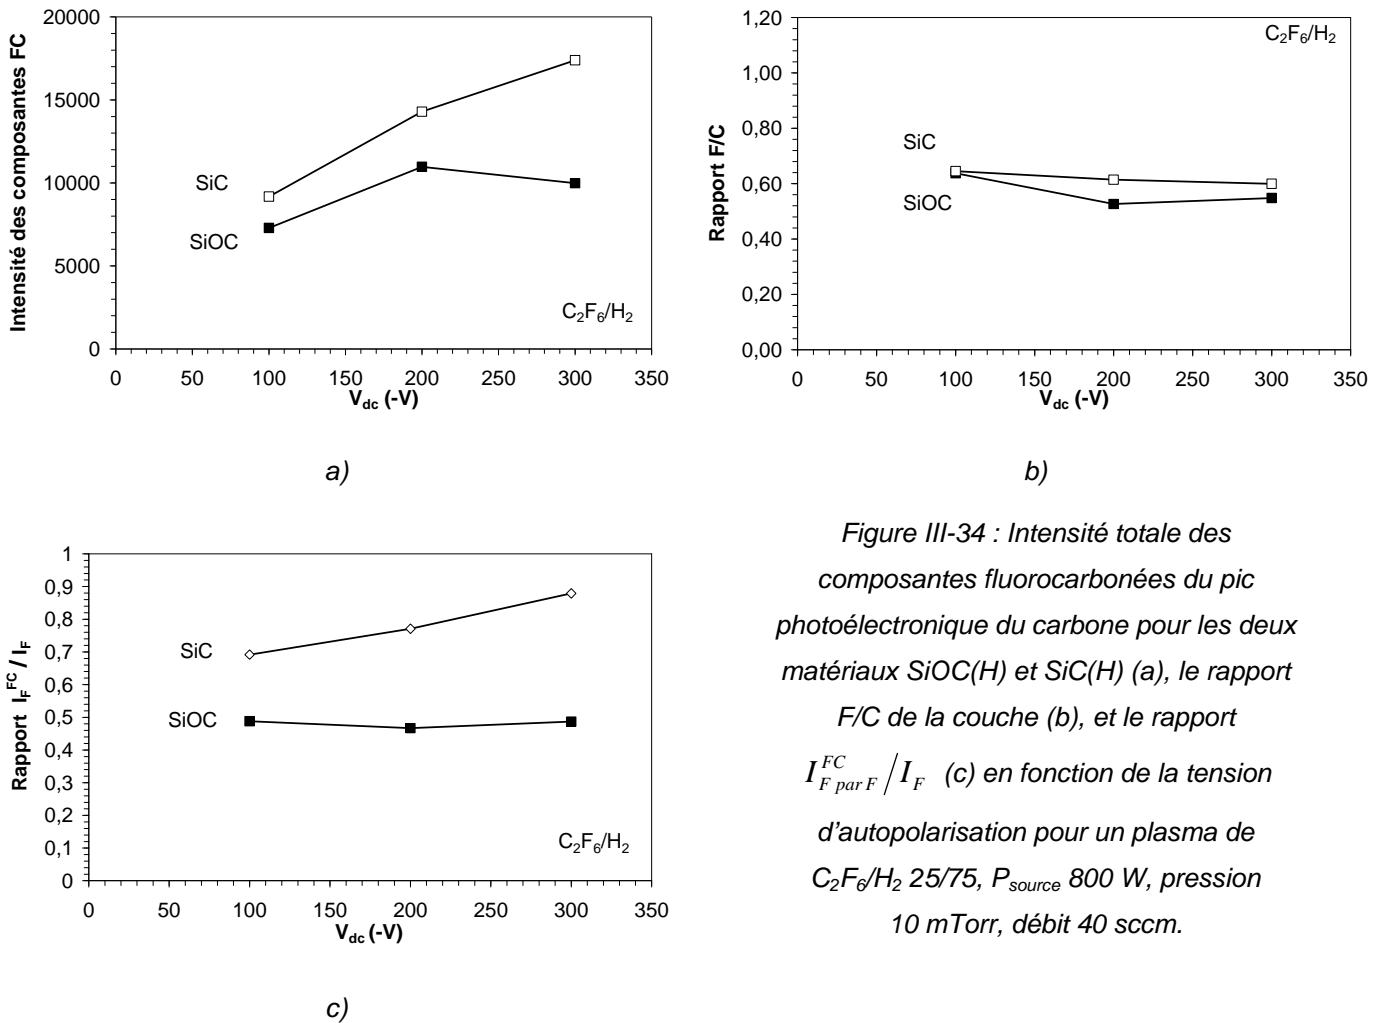 Intensité des composantes FC
20000
15000
10000
5000
0
SiC
SiOC
C2F6/H2
0 50 100 150 200 250 300 350
Vdc (-V)
a)
Rapport F/C
1,20
1,00
0,80
0,60
0,40
0,20
0,00
C2F6/H2
SiC
SiOC
0 50 100 150 200 250 300 350
Vdc (-V)
b)
Rapport IF^FC / IF
1
0,9
0,8
0,7
0,6
0,5
0,4
0,3
0,2
0,1
0
SiC
SiOC
C2F6/H2
0 50 100 150 200 250 300 350
Vdc (-V)
c)
Figure III-34 : Intensité totale des
composantes fluorocarbonées du pic
photoélectronique du carbone pour les deux
matériaux SiOC(H) et SiC(H) (a), le rapport
F/C de la couche (b), et le rapport
I^FC_F par F / I_F (c) en fonction de la tension
d'autopolarisation pour un plasma de
C2F6/H2 25/75, Psource 800 W, pression
10 mTorr, débit 40 sccm.